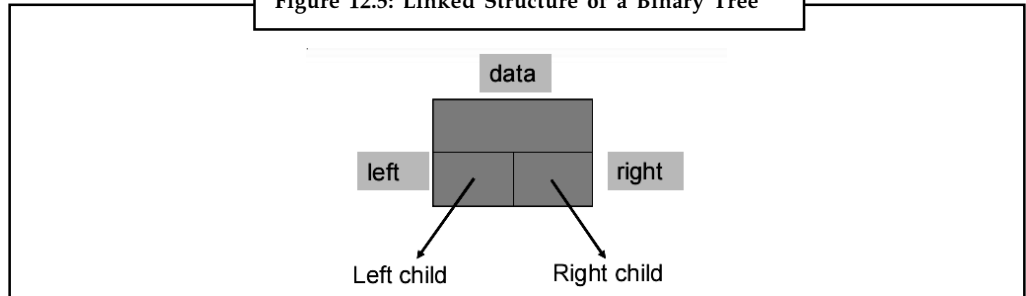 Figure 12.5: Linked Structure of a Binary Tree
data
left right
Left child Right child